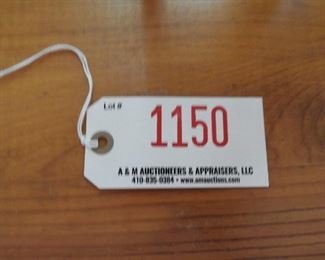 Lot #
1150
A & M AUCTIONEERS & APPRAISERS, LLC
410-835-0384 • www.amauctions.com